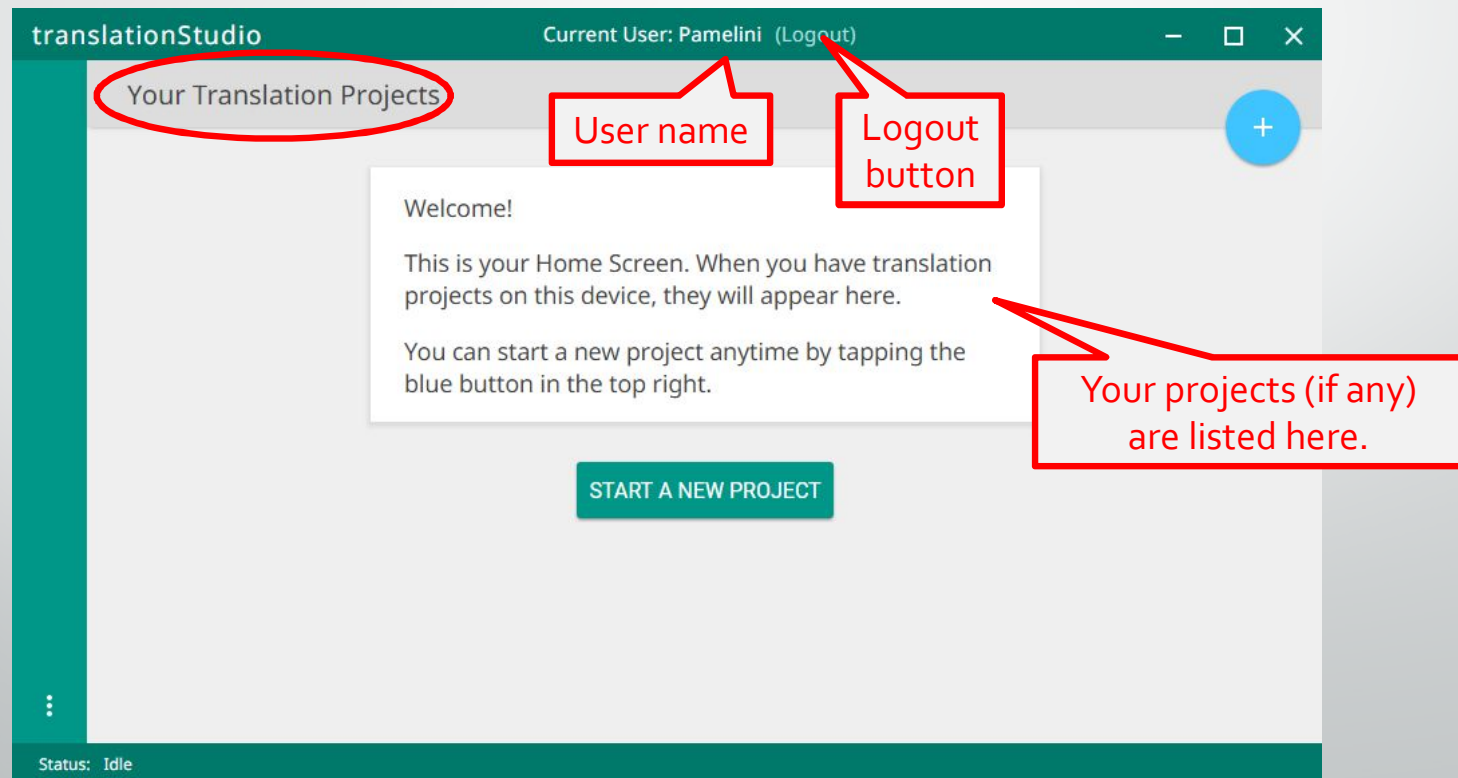 translationStudio
Current User: Pamelini (Logout)
Your Translation Projects
User name
Logout
button
+
Welcome!
This is your Home Screen. When you have translation
projects on this device, they will appear here.
You can start a new project anytime by tapping the
blue button in the top right.
Your projects (if any)
are listed here.
START A NEW PROJECT
Status: Idle